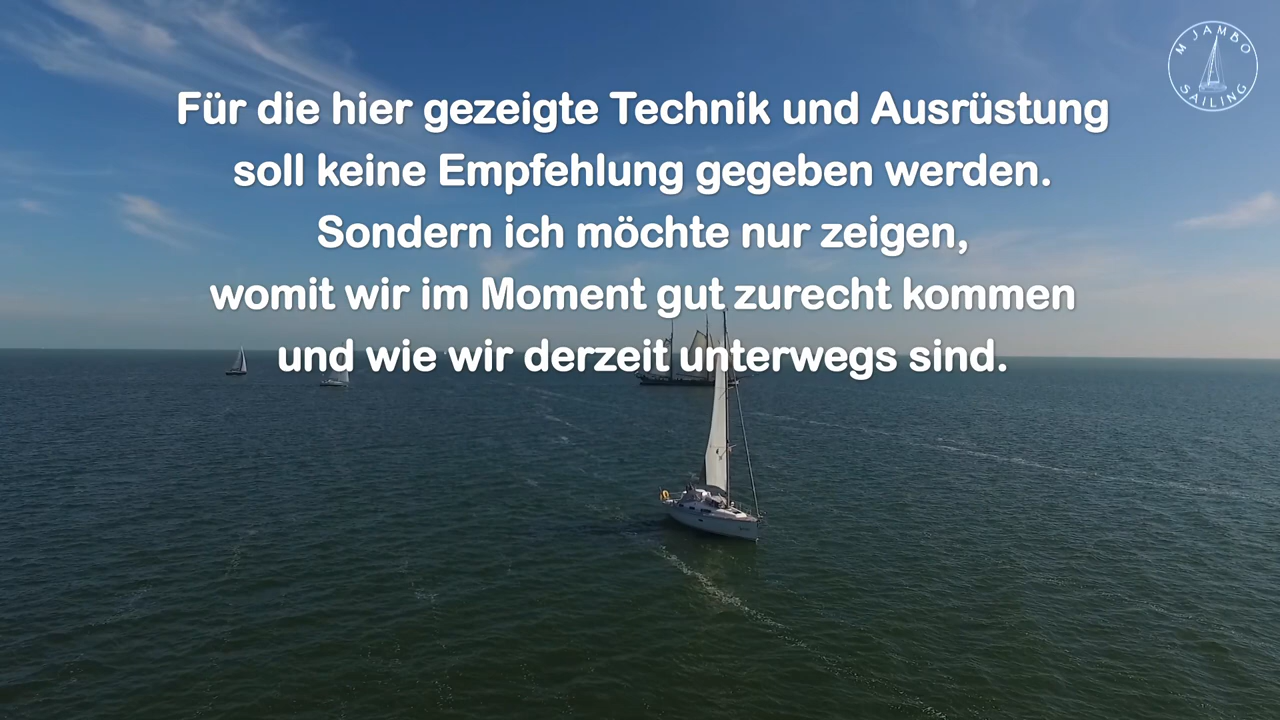 M JAMBO
SAILING
Für die hier gezeigte Technik und Ausrüstung
soll keine Empfehlung gegeben werden.
Sondern ich möchte nur zeigen,
womit wir im Moment gut zurecht kommen
und wie wir derzeit unterwegs sind.